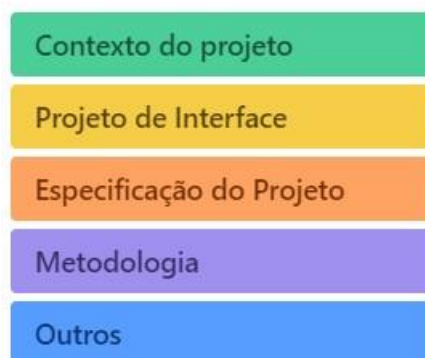 Contexto do projeto
Projeto de Interface
Especificação do Projeto
Metodologia
Outros